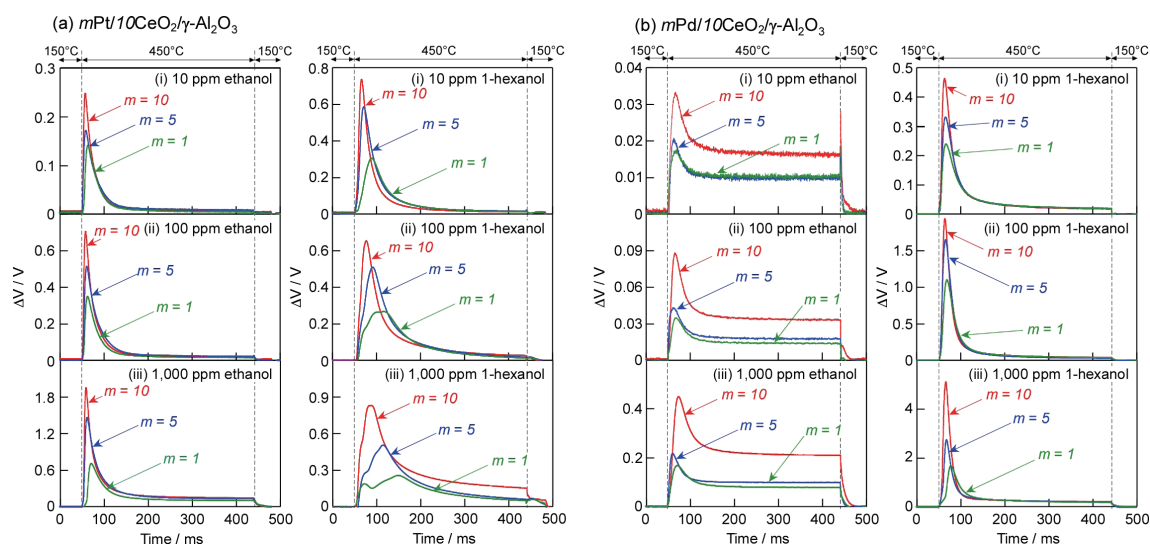 (a) mPt/10CeO₂/γ-Al₂O₃
150°C 450°C 150°C
150°C 450°C 150°C
(i) 10 ppm ethanol
m = 10
m = 5
m = 1
0.3
0.2
0.1
0
(i) 10 ppm 1-hexanol
m = 10
m = 5
m = 1
0.8
0.6
0.4
0.2
0
(ii) 100 ppm ethanol
m = 10
m = 5
m = 1
0.6
0.4
0.2
0
ΔV / V
(ii) 100 ppm 1-hexanol
m = 10
m = 5
m = 1
0.6
0.4
0.2
0
(iii) 1,000 ppm ethanol
m = 10
m = 5
m = 1
1.8
1.2
0.6
0
0 100 200 300 400 500
Time / ms
(iii) 1,000 ppm 1-hexanol
m = 10
m = 5
m = 1
0.9
0.6
0.3
0
0 100 200 300 400 500
Time / ms
(b) mPd/10CeO₂/γ-Al₂O₃
150°C 450°C 150°C
150°C 450°C 150°C
(i) 10 ppm ethanol
m = 10
m = 5
m = 1
0.04
0.03
0.02
0.01
0
(i) 10 ppm 1-hexanol
m = 10
m = 5
m = 1
0.5
0.4
0.3
0.2
0.1
0
(ii) 100 ppm ethanol
m = 10
m = 5
m = 1
0.09
0.06
0.03
0
ΔV / V
(ii) 100 ppm 1-hexanol
m = 10
m = 5
m = 1
1.5
1.0
0.5
0
(iii) 1,000 ppm ethanol
m = 10
m = 5
m = 1
0.4
0.2
0
0 100 200 300 400 500
Time / ms
(iii) 1,000 ppm 1-hexanol
m = 10
m = 5
m = 1
4
2
0
0 100 200 300 400 500
Time / ms